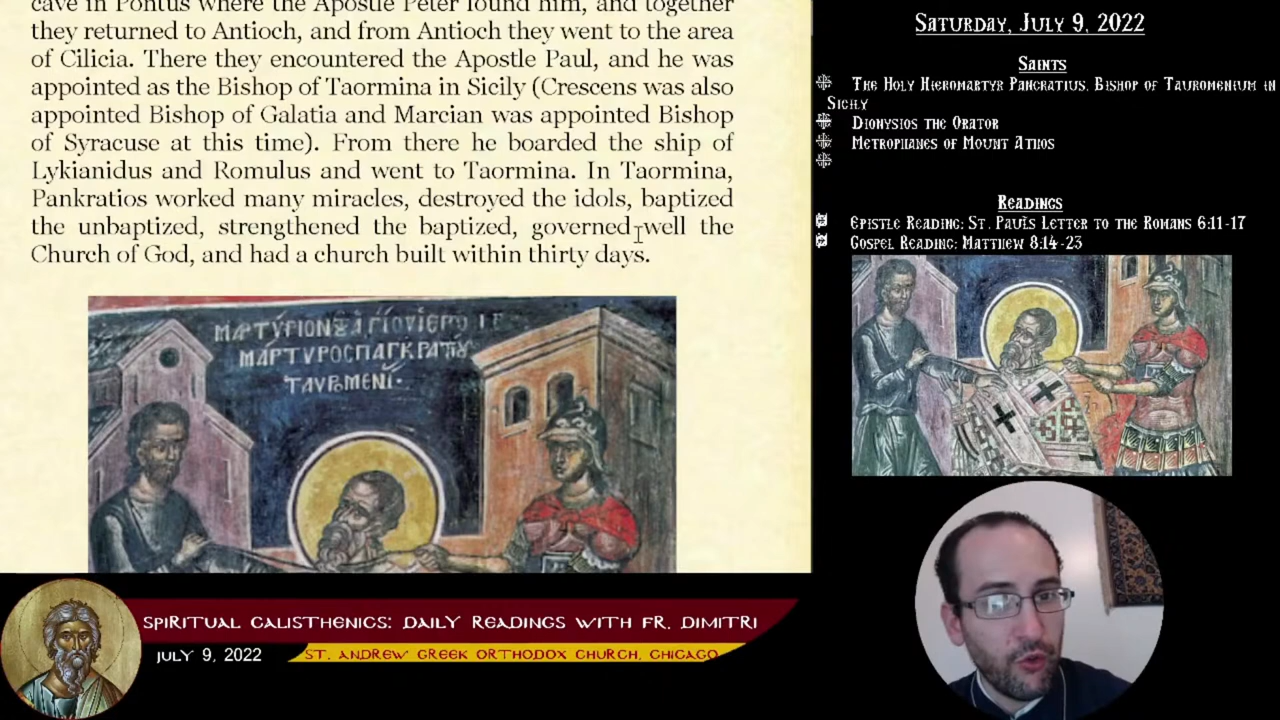 cave in Pontus where the Apostle Peter found him, and together
they returned to Antioch, and from Antioch they went to the area
of Cilicia. There they encountered the Apostle Paul, and he was
appointed as the Bishop of Taormina in Sicily (Crescens was also
appointed Bishop of Galatia and Marcian was appointed Bishop
of Syracuse at this time). From there he boarded the ship of
Lykianidus and Romulus and went to Taormina. In Taormina,
Pankratios worked many miracles, destroyed the idols, baptized
the unbaptized, strengthened the baptized, governed well the
Church of God, and had a church built within thirty days.
ΤΑΥΡΟΜΕΝΙ·
Saturday, July 9, 2022
Saints
The Holy Hieromartyr Pancratius, Bishop of Tauromenium in
Sicily
Dionysios the Orator
Metrophanes of Mount Athos
Readings
Epistle Reading: St. Paul's Letter to the Romans 6:11-17
Gospel Reading: Matthew 8:14-23
SPIRITUAL CALISTHENICS: DAILY READINGS WITH FR. DIMITRI
JULY 9, 2022
ST. ANDREW GREEK ORTHODOX CHURCH, CHICAGO